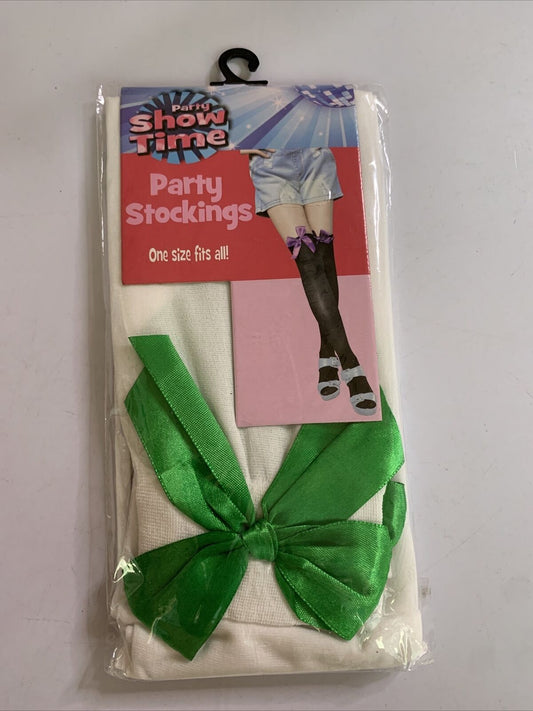 Party
Show
Time
Party
Stockings
One size fits all!